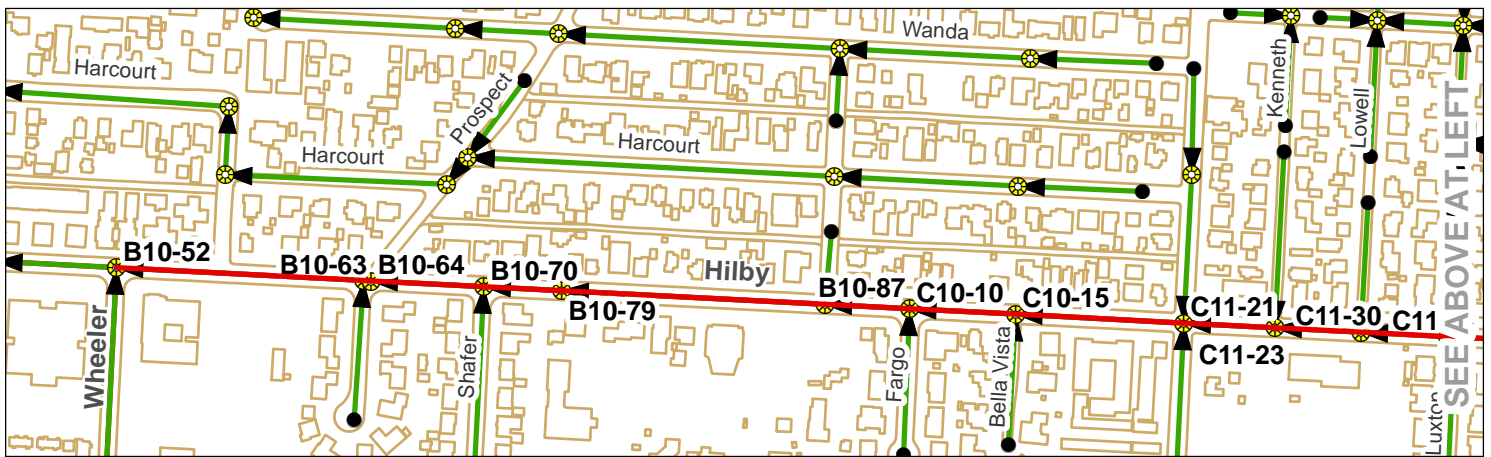 Wanda
Harcourt
Prospect
Kenneth
Lowell
Harcourt
Harcourt
SEE ABOVE AT LEFT
B10-52
B10-63
B10-64
B10-70
Hilby
B10-79
B10-87
C10-10
C10-15
C11-21
C11-30
C11
C11-23
Wheeler
Shafer
Fargo
Bella Vista
Luxton